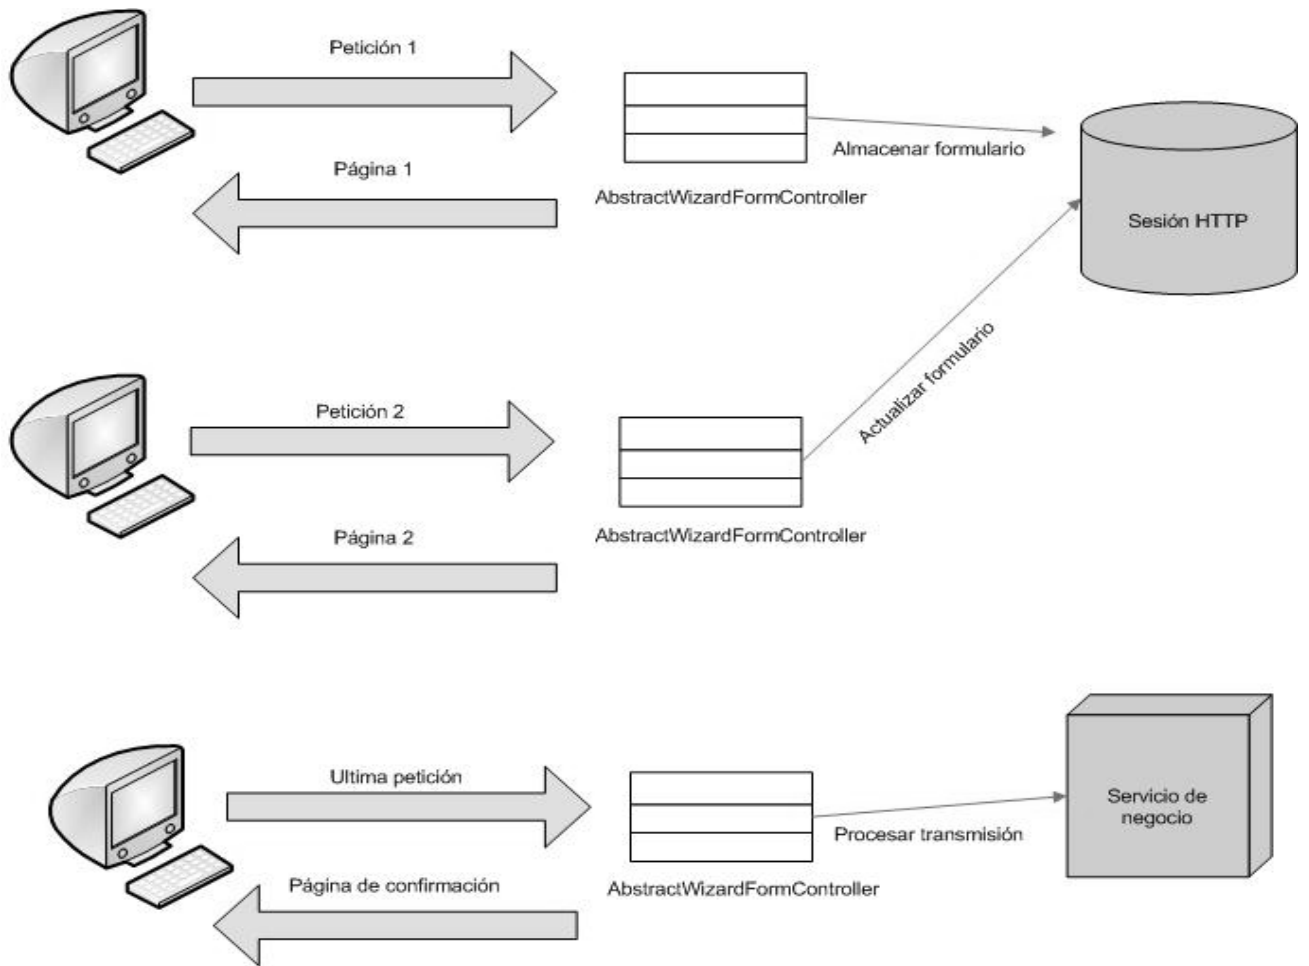 Petición 1
Almacenar formulario
Página 1
AbstractWizardFormController
Sesión HTTP
Actualizar formulario
Petición 2
AbstractWizardFormController
Página 2
Ultima petición
Servicio de
negocio
Procesar transmisión
Página de confirmación
AbstractWizardFormController